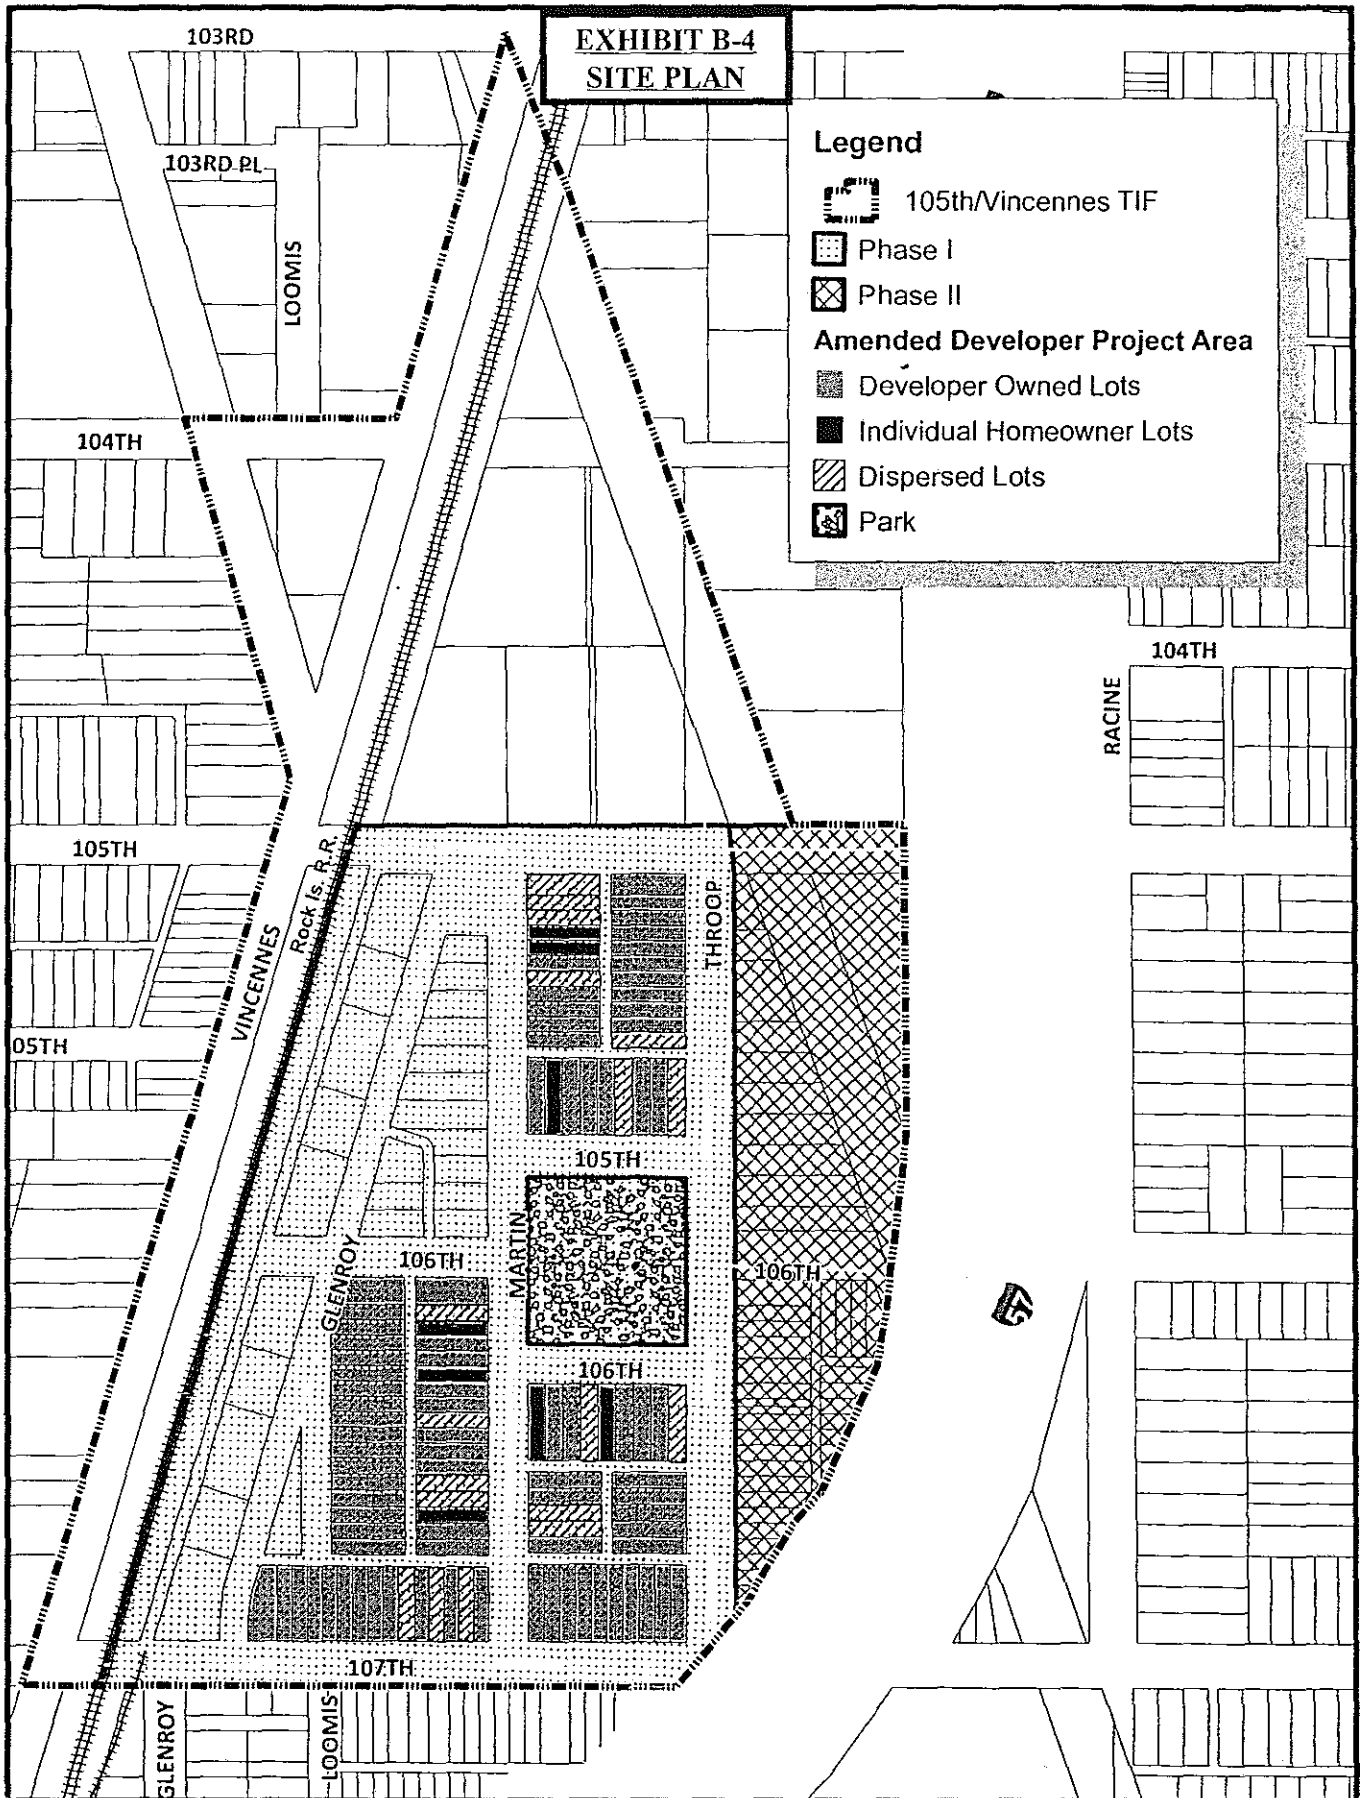 EXHIBIT B-4
SITE PLAN
103RD
103RD PL
LOOMIS
Legend
105th/Vincennes TIF
Phase I
Phase II
Amended Developer Project Area
Developer Owned Lots
Individual Homeowner Lots
Dispersed Lots
Park
104TH
104TH
RACINE
105TH
VINCENNES
Rock Is. R.R.
THROOP
05TH
105TH
MARTIN
GLENROY
106TH
106TH
57
106TH
107TH
GLENROY
LOOMIS